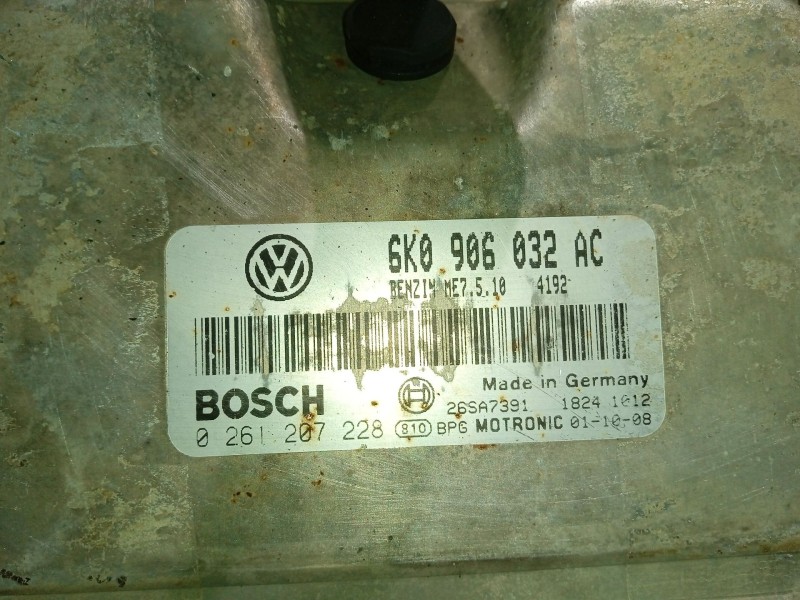 6K0 906 032 AC
BENZIN ME7.5.10 4192
Made in Germany
BOSCH
26SA7391 1824 1012
0 261 207 228 810 BPG MOTRONIC 01-10-08